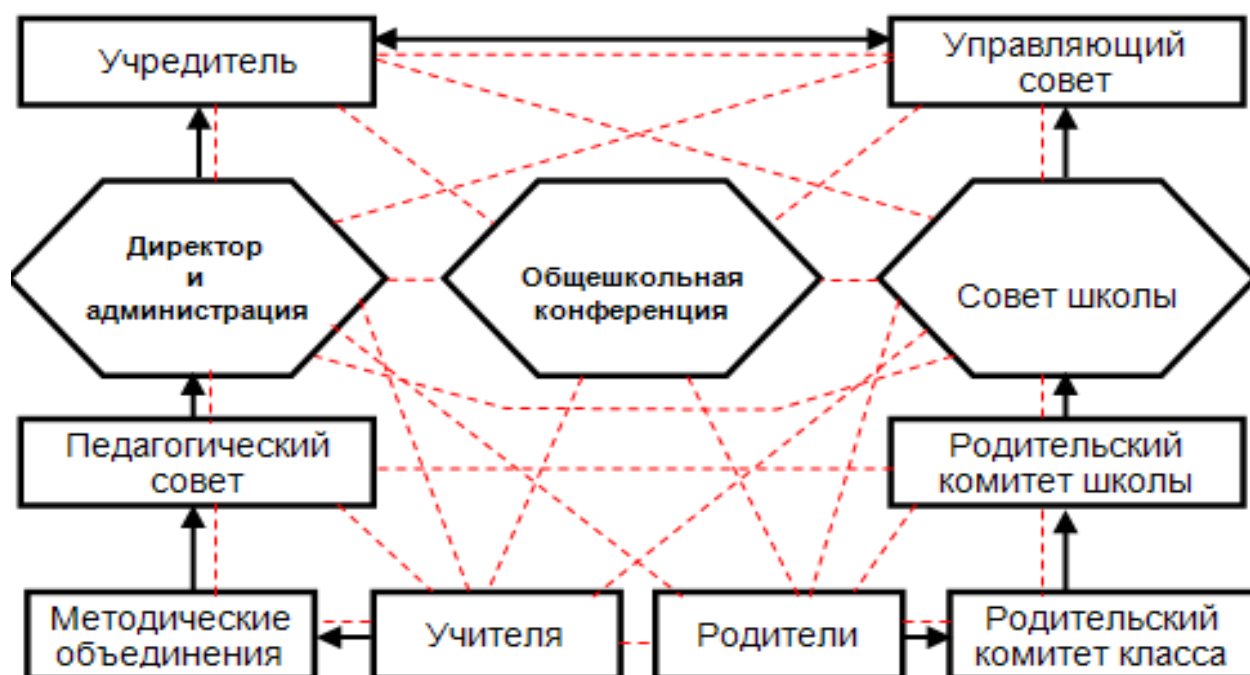 Учредитель
Управляющий
совет
Директор
и
администрация
Общешкольная
конференция
Совет школы
Педагогический
совет
Родительский
комитет школы
Методические
объединения
Учителя
Родители
Родительский
комитет класса